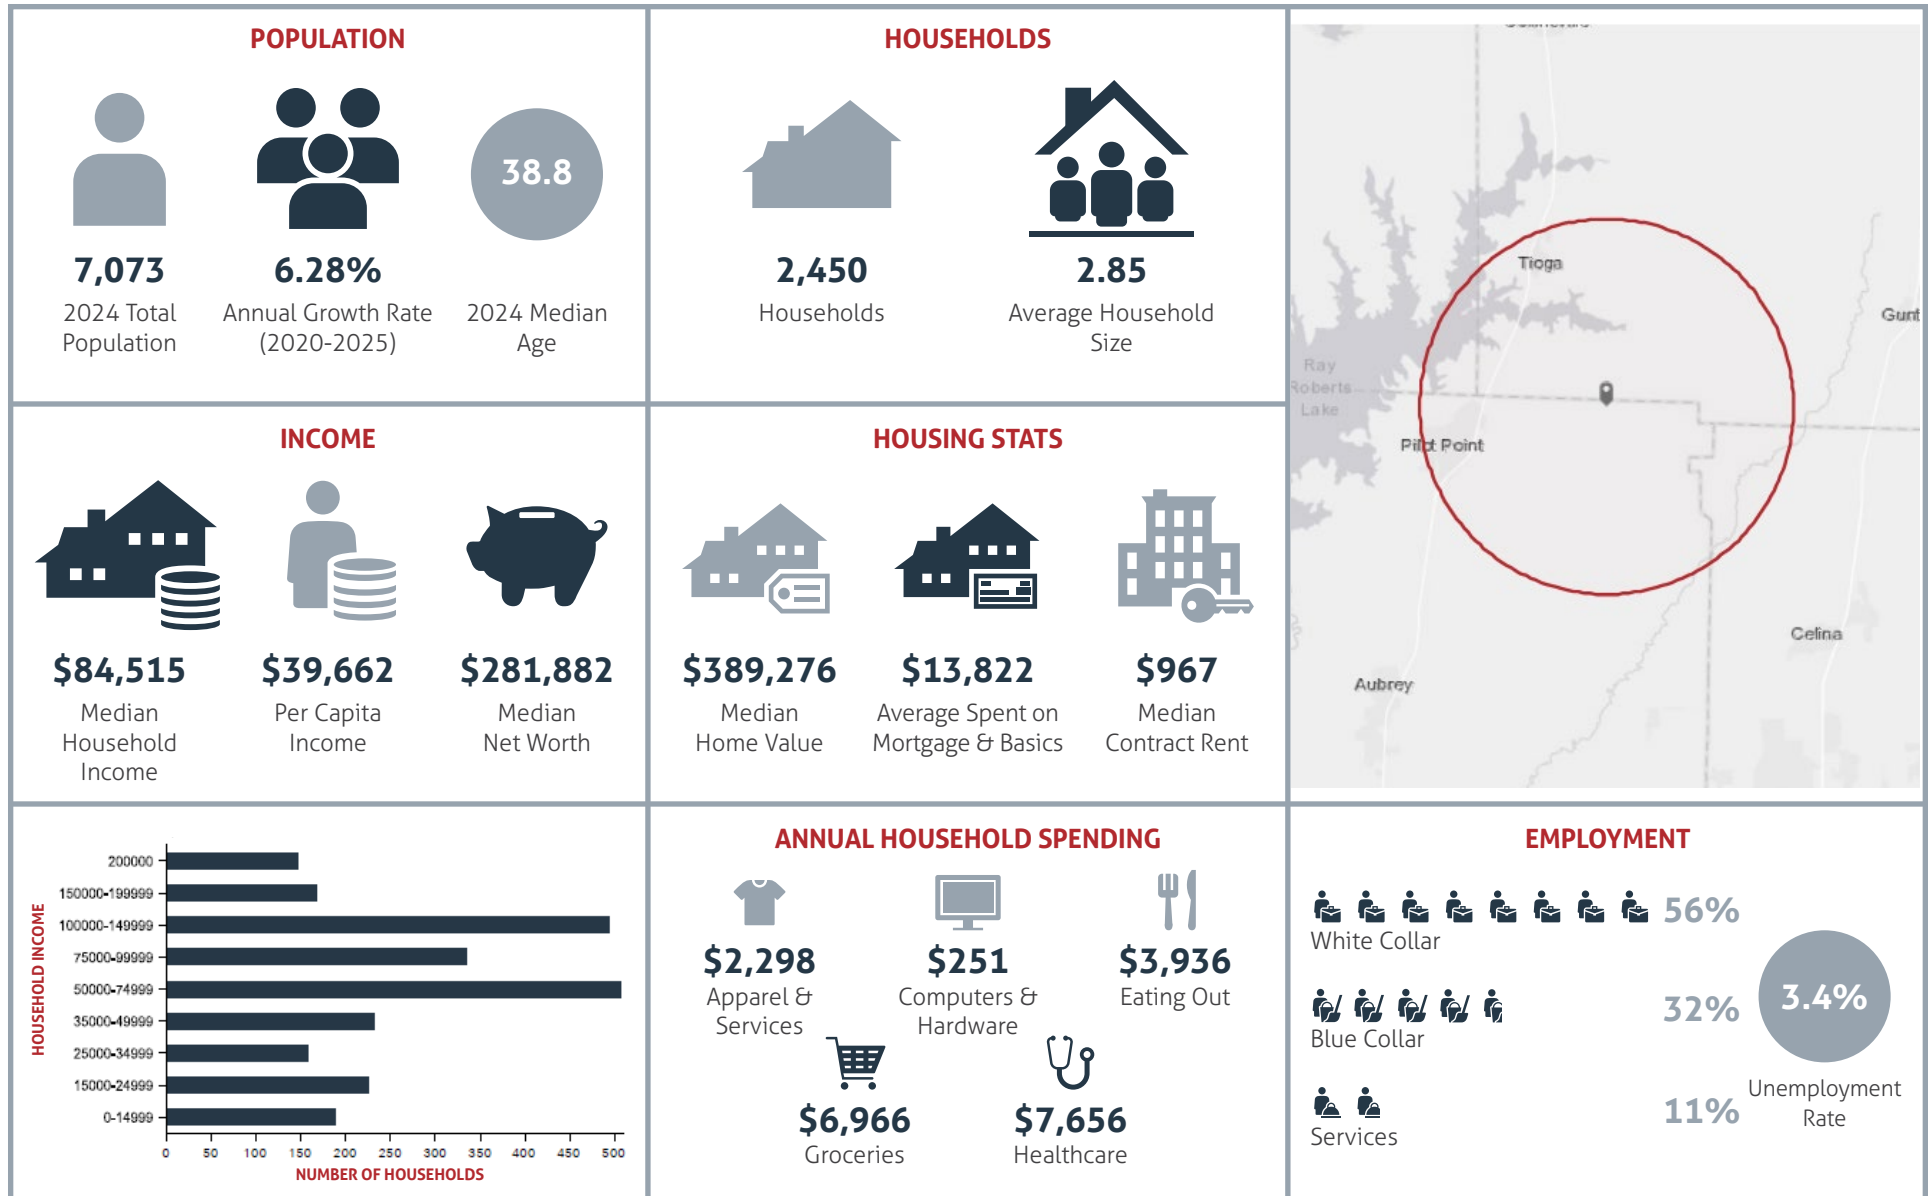 POPULATION
38.8
7,073
2024 Total
Population
6.28%
Annual Growth Rate
(2020-2025)
2024 Median
Age
HOUSEHOLDS
2,450
Households
2.85
Average Household
Size
Tioga
Gunt
Ray
Roberts
Lake
Pilot Point
Celina
Aubrey
INCOME
$84,515
Median
Household
Income
$39,662
Per Capita
Income
$281,882
Median
Net Worth
HOUSING STATS
$389,276
Median
Home Value
$13,822
Average Spent on
Mortgage & Basics
$967
Median
Contract Rent
HOUSEHOLD INCOME
200000
150000-199999
100000-149999
75000-99999
50000-74999
35000-49999
25000-34999
15000-24999
0-14999
0 50 100 150 200 250 300 350 400 450 500
NUMBER OF HOUSEHOLDS
ANNUAL HOUSEHOLD SPENDING
$2,298
Apparel &
Services
$251
Computers &
Hardware
$3,936
Eating Out
$6,966
Groceries
$7,656
Healthcare
EMPLOYMENT
56%
White Collar
32%
Blue Collar
11%
Services
3.4%
Unemployment
Rate